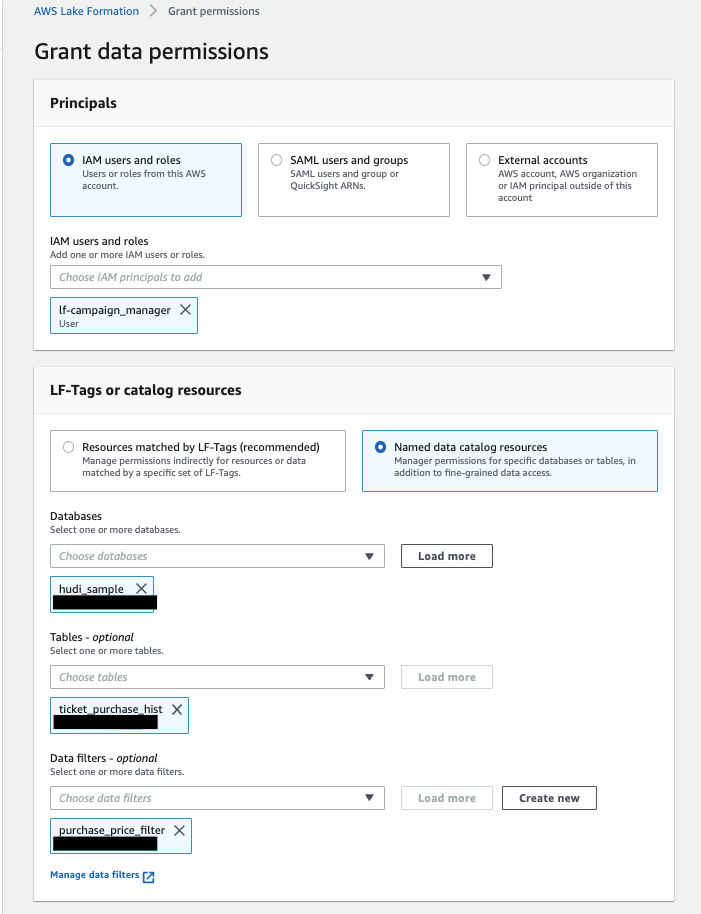 AWS Lake Formation > Grant permissions
Grant data permissions
Principals
IAM users and roles
Users or roles from this AWS
account.
SAML users and groups
SAML users and group or
QuickSight ARNs.
External accounts
AWS account, AWS organization
or IAM principal outside of this
account
IAM users and roles
Add one or more IAM users or roles.
Choose IAM principals to add
lf-campaign_manager
User
LF-Tags or catalog resources
Resources matched by LF-Tags (recommended)
Manage permissions indirectly for resources or data
matched by a specific set of LF-Tags.
Named data catalog resources
Manager permissions for specific databases or tables, in
addition to fine-grained data access.
Databases
Select one or more databases.
Choose databases
Load more
hudi_sample
Tables - optional
Select one or more tables.
Choose tables
Load more
ticket_purchase_hist
Data filters - optional
Select one or more data filters.
Choose data filters
Load more
Create new
purchase_price_filter
Manage data filters